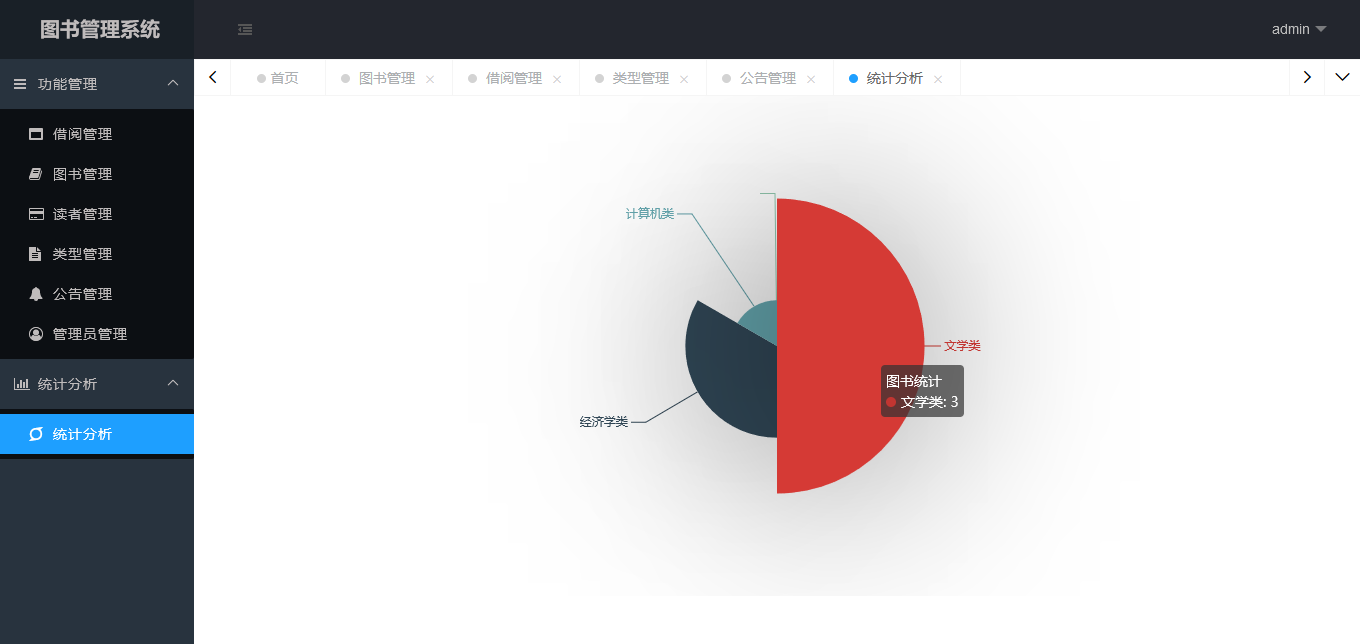 图书管理系统
admin
功能管理
借阅管理
图书管理
读者管理
类型管理
公告管理
管理员管理
统计分析
统计分析
首页
图书管理
借阅管理
类型管理
公告管理
统计分析
计算机类
文学类
图书统计
文学类: 3
经济学类